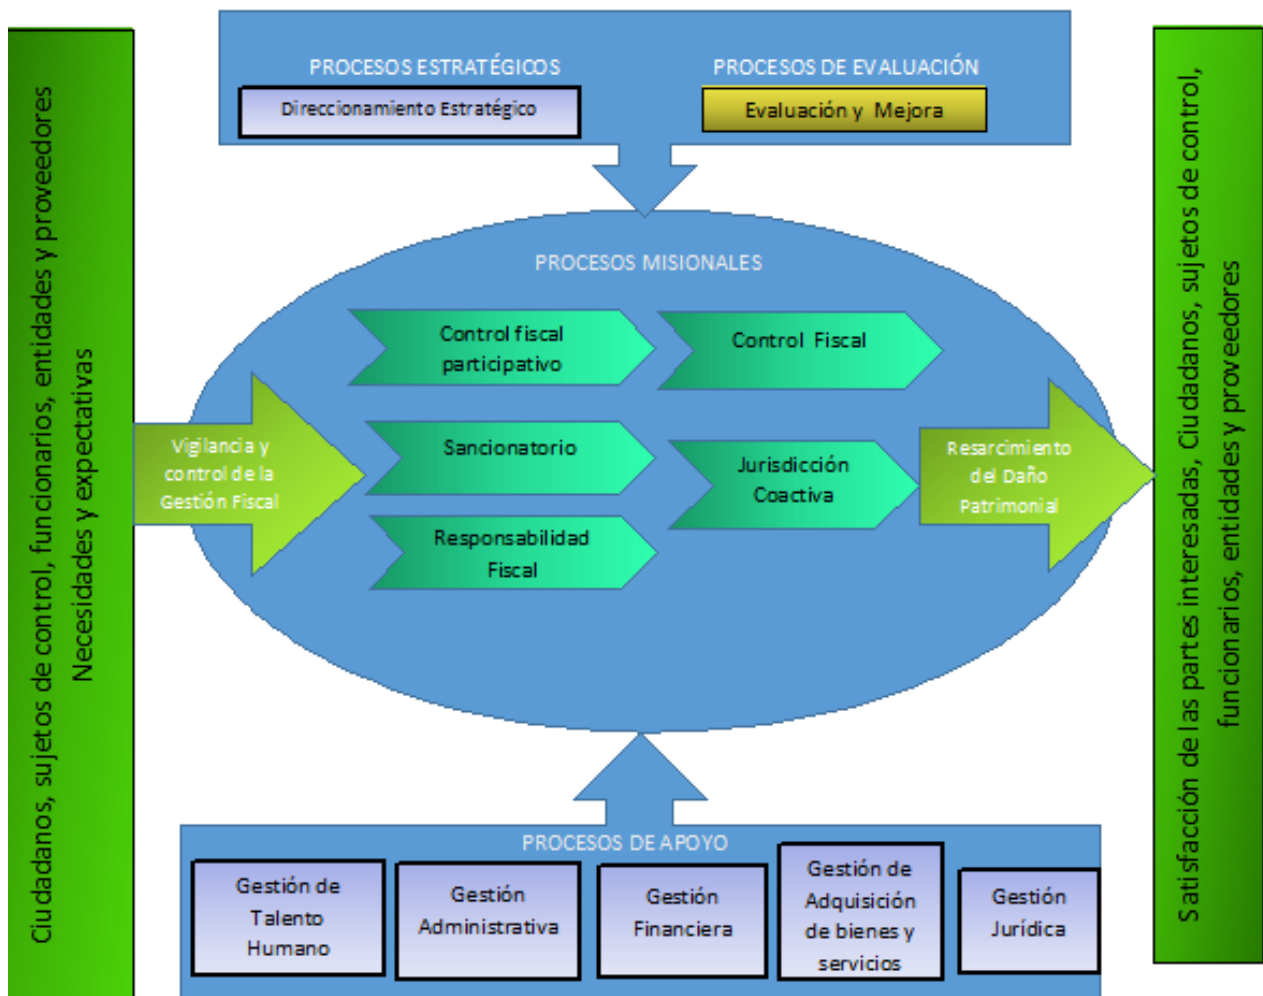 Ciudadanos, sujetos de control, funcionarios, entidades y proveedores
Necesidades y expectativas
PROCESOS ESTRATÉGICOS
Direccionamiento Estratégico
PROCESOS DE EVALUACIÓN
Evaluación y Mejora
PROCESOS MISIONALES
Vigilancia y
control de la
Gestión Fiscal
Control fiscal
participativo
Control Fiscal
Sancionatorio
Jurisdicción
Coactiva
Responsabilidad
Fiscal
Resarcimiento
del Daño
Patrimonial
PROCESOS DE APOYO
Gestión de
Talento
Humano
Gestión
Administrativa
Gestión
Financiera
Gestión de
Adquisición
de bienes y
servicios
Gestión
Jurídica
Satisfacción de las partes interesadas, Ciudadanos, sujetos de control,
funcionarios, entidades y proveedores